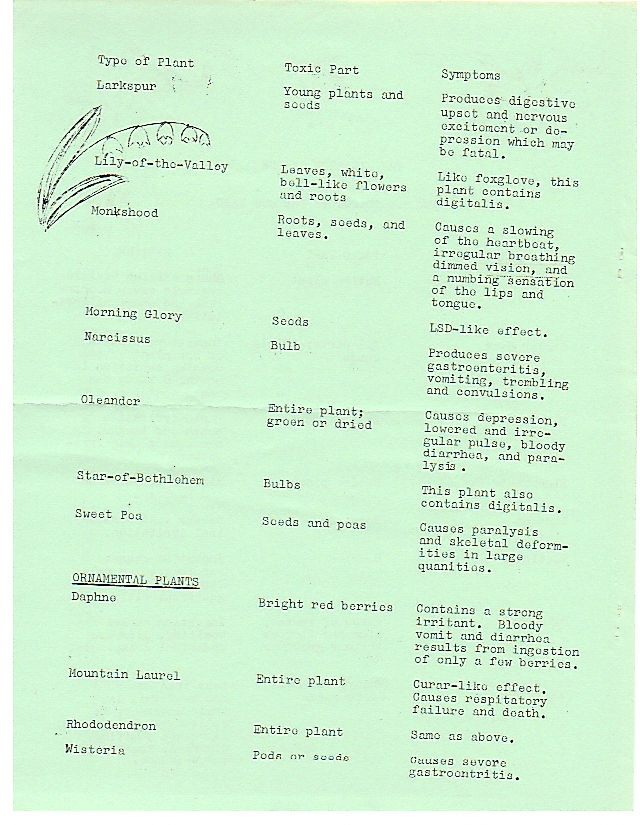 Type of Plant Toxic Part Symptoms
Larkspur Young plants and Produces digestive
seeds upset and nervous
excitement or de-
pression which may
be fatal.
Lily-of-the-Valley Leaves, white, Like foxglove, this
bell-like flowers plant contains
and roots digitalis.
Monkshood Roots, seeds, and Causes a slowing
leaves. of the heartbeat,
irregular breathing
dimmed vision, and
a numbing sensation
of the lips and
tongue.
Morning Glory Seeds LSD-like effect.
Narcissus Bulb Produces severe
gastroenteritis,
vomiting, trembling
and convulsions.
Oleander Entire plant; Causes depression,
green or dried lowered and irre-
gular pulse, bloody
diarrhea, and para-
lysis.
Star-of-Bethlehem Bulbs This plant also
contains digitalis.
Sweet Pea Seeds and peas Causes paralysis
and skeletal deform-
ities in large
quanities.
ORNAMENTAL PLANTS
Daphne Bright red berries Contains a strong
irritant. Bloody
vomit and diarrhea
results from ingestion
of only a few berries.
Mountain Laurel Entire plant Curar-like effect.
Causes respiratory
failure and death.
Rhododendron Entire plant Same as above.
Wisteria Pods or seeds Causes severe
gastroentritis.